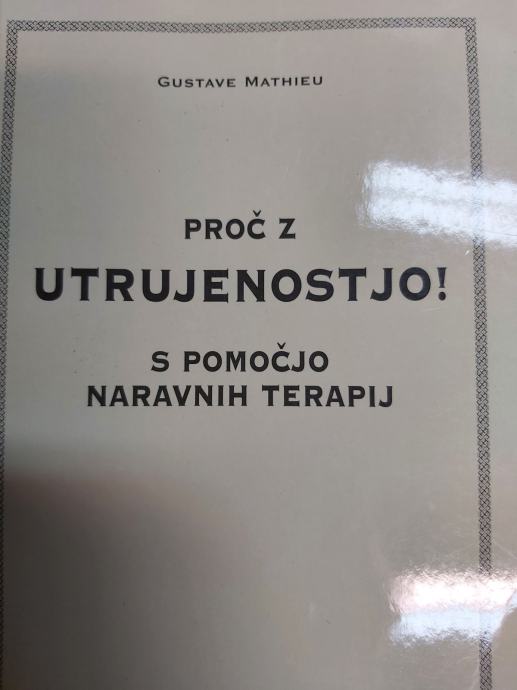 GUSTAVE MATHIEU
PROČ Z
UTRUJENOSTJO!
S POMOČJO
NARAVNIH TERAPIJ